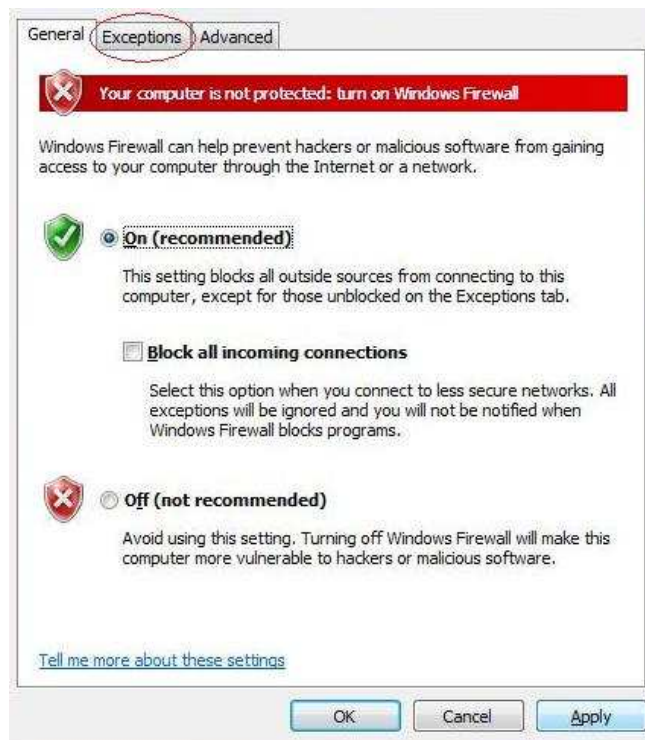 General Exceptions Advanced
Your computer is not protected: turn on Windows Firewall
Windows Firewall can help prevent hackers or malicious software from gaining
access to your computer through the Internet or a network.
On (recommended)
This setting blocks all outside sources from connecting to this
computer, except for those unblocked on the Exceptions tab.
Block all incoming connections
Select this option when you connect to less secure networks. All
exceptions will be ignored and you will not be notified when
Windows Firewall blocks programs.
Off (not recommended)
Avoid using this setting. Turning off Windows Firewall will make this
computer more vulnerable to hackers or malicious software.
Tell me more about these settings
OK Cancel Apply